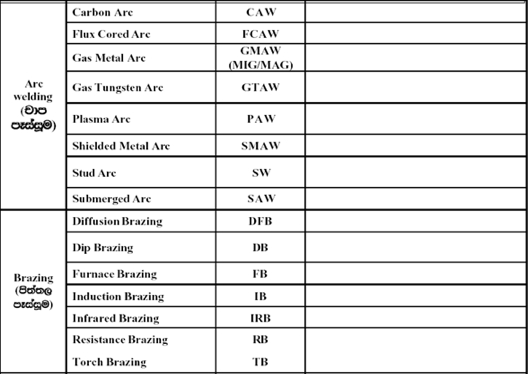 Carbon Arc CAW
Flux Cored Arc FCAW
Gas Metal Arc GMAW
(MIG/MAG)
Arc
welding
(චාප
පෑස්සුම)
Gas Tungsten Arc GTAW
Plasma Arc PAW
Shielded Metal Arc SMAW
Stud Arc SW
Submerged Arc SAW
Brazing
(පිත්තල
පෑස්සුම)
Diffusion Brazing DFB
Dip Brazing DB
Furnace Brazing FB
Induction Brazing IB
Infrared Brazing IRB
Resistance Brazing RB
Torch Brazing TB